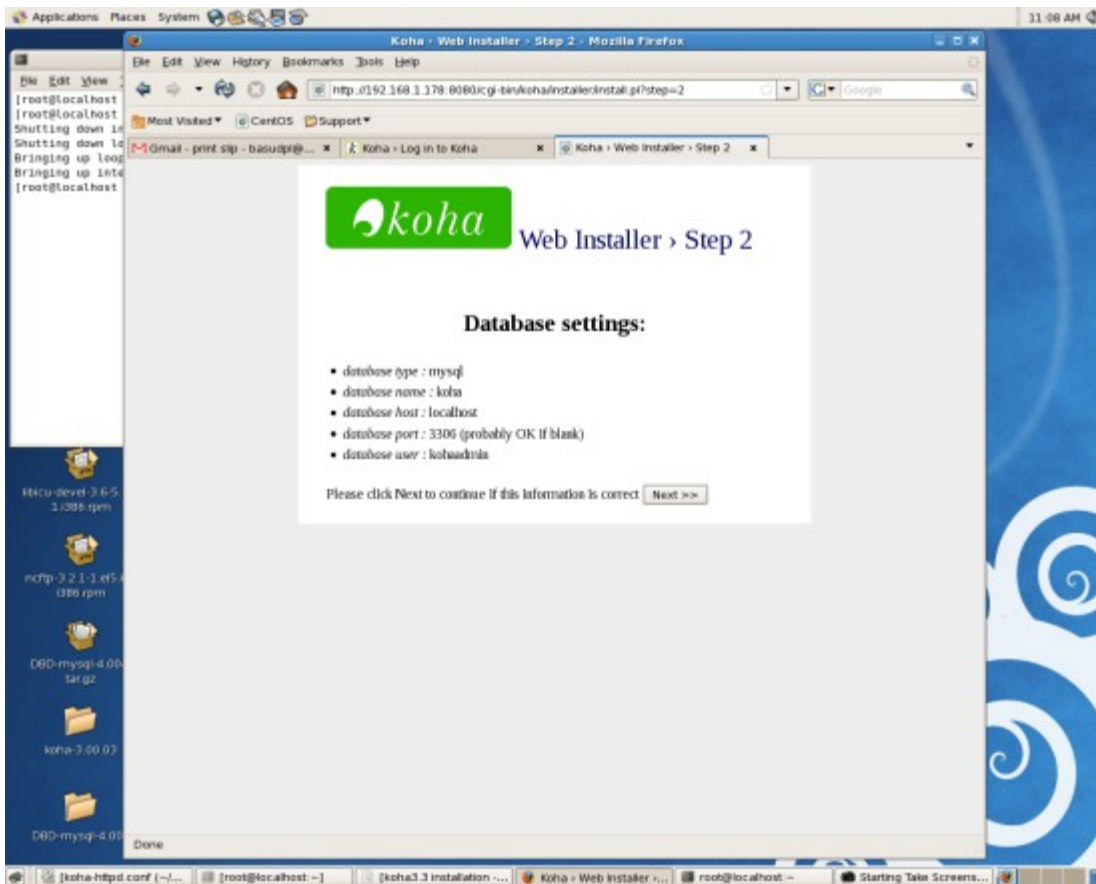 Applications Places System 11:08 AM
Koha › Web Installer › Step 2 - Mozilla Firefox
File Edit View History Bookmarks Tools Help
http://192.168.1.178:8080/cgi-bin/koha/installer/install.pl?step=2
Google
Most Visited CentOS Support
Gmail - print slip - basudpl@...
Koha › Log in to Koha
Koha › Web Installer › Step 2
File Edit View
[root@localhost
[root@localhost
Shutting down in
Shutting down lo
Bringing up loop
Bringing up inte
[root@localhost
koha
Web Installer › Step 2
Database settings:
• database type : mysql
• database name : koha
• database host : localhost
• database port : 3306 (probably OK if blank)
• database user : kohaadmin
Please click Next to continue if this information is correct Next >>
libicu-devel-3.6-5.
1.i386.rpm
ncftp-3.2.1-1.el5.
i386.rpm
DBD-mysql-4.00
tar.gz
koha-3.00.03
DBD-mysql-4.00
Done
[koha-httpd.conf (~/...
[root@localhost:~]
[koha3.3 installation -...
Koha › Web Installer ›...
root@localhost:~
Starting Take Screens...